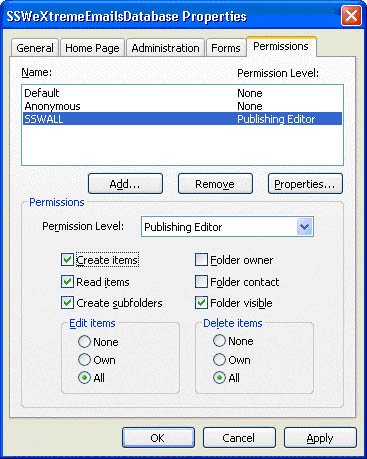 SSWeXtremeEmailsDatabase Properties
General Home Page Administration Forms Permissions
Name: Permission Level:
Default None
Anonymous None
SSWALL Publishing Editor
Add... Remove Properties...
Permissions
Permission Level: Publishing Editor
Create items Folder owner
Read items Folder contact
Create subfolders Folder visible
Edit items Delete items
None None
Own Own
All All
OK Cancel Apply